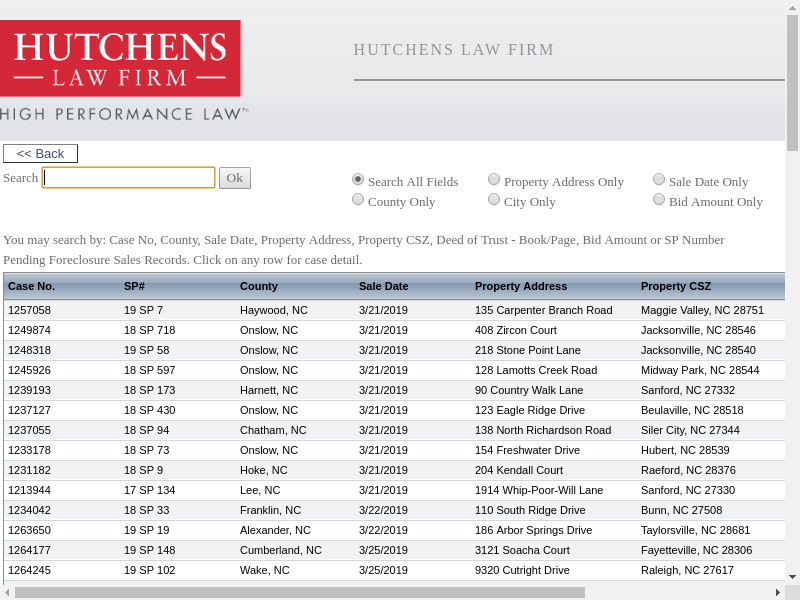 HUTCHENS
LAW FIRM
HIGH PERFORMANCE LAW™
HUTCHENS LAW FIRM
<< Back
Search Ok
Search All Fields Property Address Only Sale Date Only
County Only City Only Bid Amount Only
You may search by: Case No, County, Sale Date, Property Address, Property CSZ, Deed of Trust - Book/Page, Bid Amount or SP Number
Pending Foreclosure Sales Records. Click on any row for case detail.
Case No. SP# County Sale Date Property Address Property CSZ
1257058 19 SP 7 Haywood, NC 3/21/2019 135 Carpenter Branch Road Maggie Valley, NC 28751
1249874 18 SP 718 Onslow, NC 3/21/2019 408 Zircon Court Jacksonville, NC 28546
1248318 19 SP 58 Onslow, NC 3/21/2019 218 Stone Point Lane Jacksonville, NC 28540
1245926 18 SP 597 Onslow, NC 3/21/2019 128 Lamotts Creek Road Midway Park, NC 28544
1239193 18 SP 173 Harnett, NC 3/21/2019 90 Country Walk Lane Sanford, NC 27332
1237127 18 SP 430 Onslow, NC 3/21/2019 123 Eagle Ridge Drive Beulaville, NC 28518
1237055 18 SP 94 Chatham, NC 3/21/2019 138 North Richardson Road Siler City, NC 27344
1233178 18 SP 73 Onslow, NC 3/21/2019 154 Freshwater Drive Hubert, NC 28539
1231182 18 SP 9 Hoke, NC 3/21/2019 204 Kendall Court Raeford, NC 28376
1213944 17 SP 134 Lee, NC 3/21/2019 1914 Whip-Poor-Will Lane Sanford, NC 27330
1234042 18 SP 33 Franklin, NC 3/22/2019 110 South Ridge Drive Bunn, NC 27508
1263650 19 SP 19 Alexander, NC 3/22/2019 186 Arbor Springs Drive Taylorsville, NC 28681
1264177 19 SP 148 Cumberland, NC 3/25/2019 3121 Soacha Court Fayetteville, NC 28306
1264245 19 SP 102 Wake, NC 3/25/2019 9320 Cutright Drive Raleigh, NC 27617